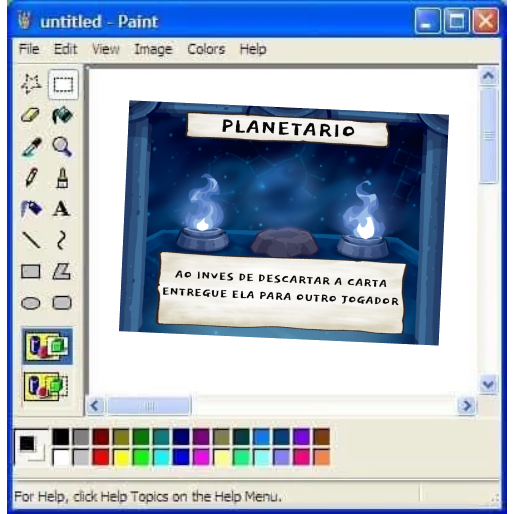 untitled - Paint
File Edit View Image Colors Help
PLANETARIO
AO INVES DE DESCARTAR A CARTA
ENTREGUE ELA PARA OUTRO JOGADOR
A
For Help, click Help Topics on the Help Menu.